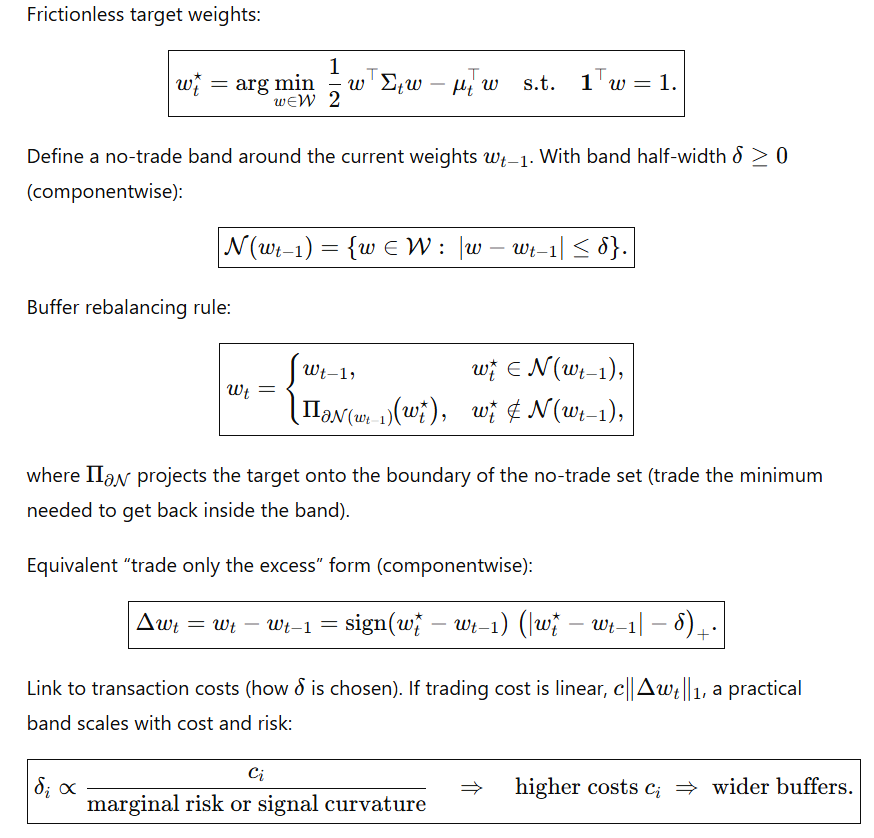 Frictionless target weights:
$$\boxed{w_t^\star = \arg\min_{w \in \mathcal{W}} \frac{1}{2} w^\top \Sigma_t w - \mu_t^\top w \quad \text{s.t.} \quad \mathbf{1}^\top w = 1.}$$
Define a no-trade band around the current weights $w_{t-1}$. With band half-width $\delta \geq 0$
(componentwise):
$$\boxed{\mathcal{N}(w_{t-1}) = \{w \in \mathcal{W} : |w - w_{t-1}| \leq \delta\}.}$$
Buffer rebalancing rule:
$$\boxed{w_t = \begin{cases} w_{t-1}, & w_t^\star \in \mathcal{N}(w_{t-1}), \\ \Pi_{\partial \mathcal{N}(w_{t-1})}(w_t^\star), & w_t^\star \notin \mathcal{N}(w_{t-1}), \end{cases}}$$
where $\Pi_{\partial \mathcal{N}}$ projects the target onto the boundary of the no-trade set (trade the minimum
needed to get back inside the band).
Equivalent “trade only the excess” form (componentwise):
$$\boxed{\Delta w_t = w_t - w_{t-1} = \text{sign}(w_t^\star - w_{t-1}) \left(|w_t^\star - w_{t-1}| - \delta\right)_+.}$$
Link to transaction costs (how $\delta$ is chosen). If trading cost is linear, $c\|\Delta w_t\|_1$, a practical
band scales with cost and risk:
$$\boxed{\delta_i \propto \frac{c_i}{\text{marginal risk or signal curvature}} \quad \Rightarrow \quad \text{higher costs } c_i \Rightarrow \text{wider buffers.}}$$